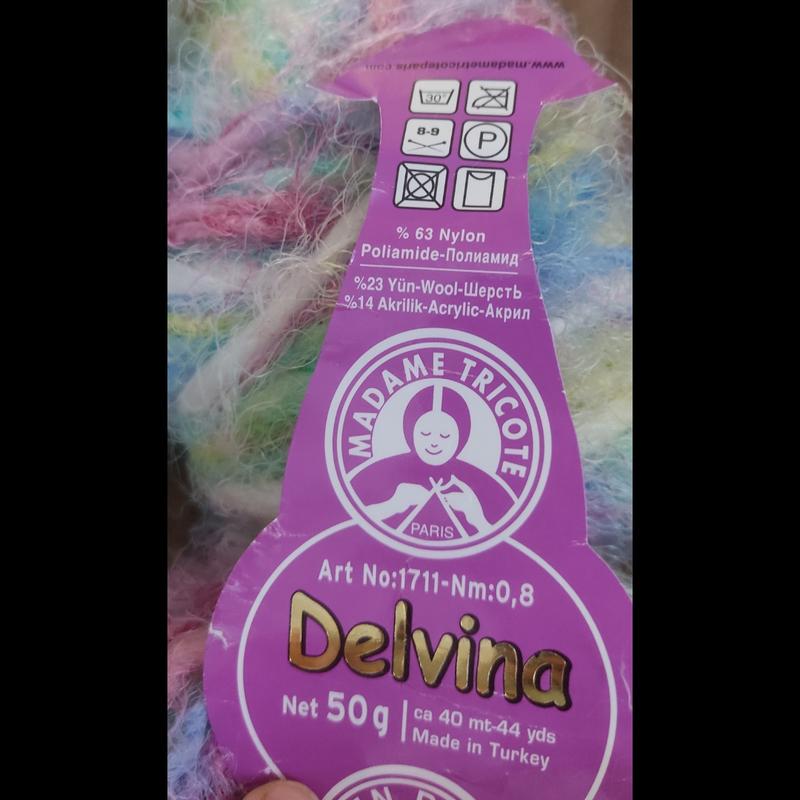 www.madametricoteparis.com
30°
8-9
P
% 63 Nylon
Poliamide-Полиамид
%23 Yün-Wool-ШерстЬ
%14 Akrilik-Acrylic-Акрил
MADAME TRICOTE
PARIS
Art No:1711-Nm:0,8
Delvina
Net 50g
ca 40 mt-44 yds
Made in Turkey